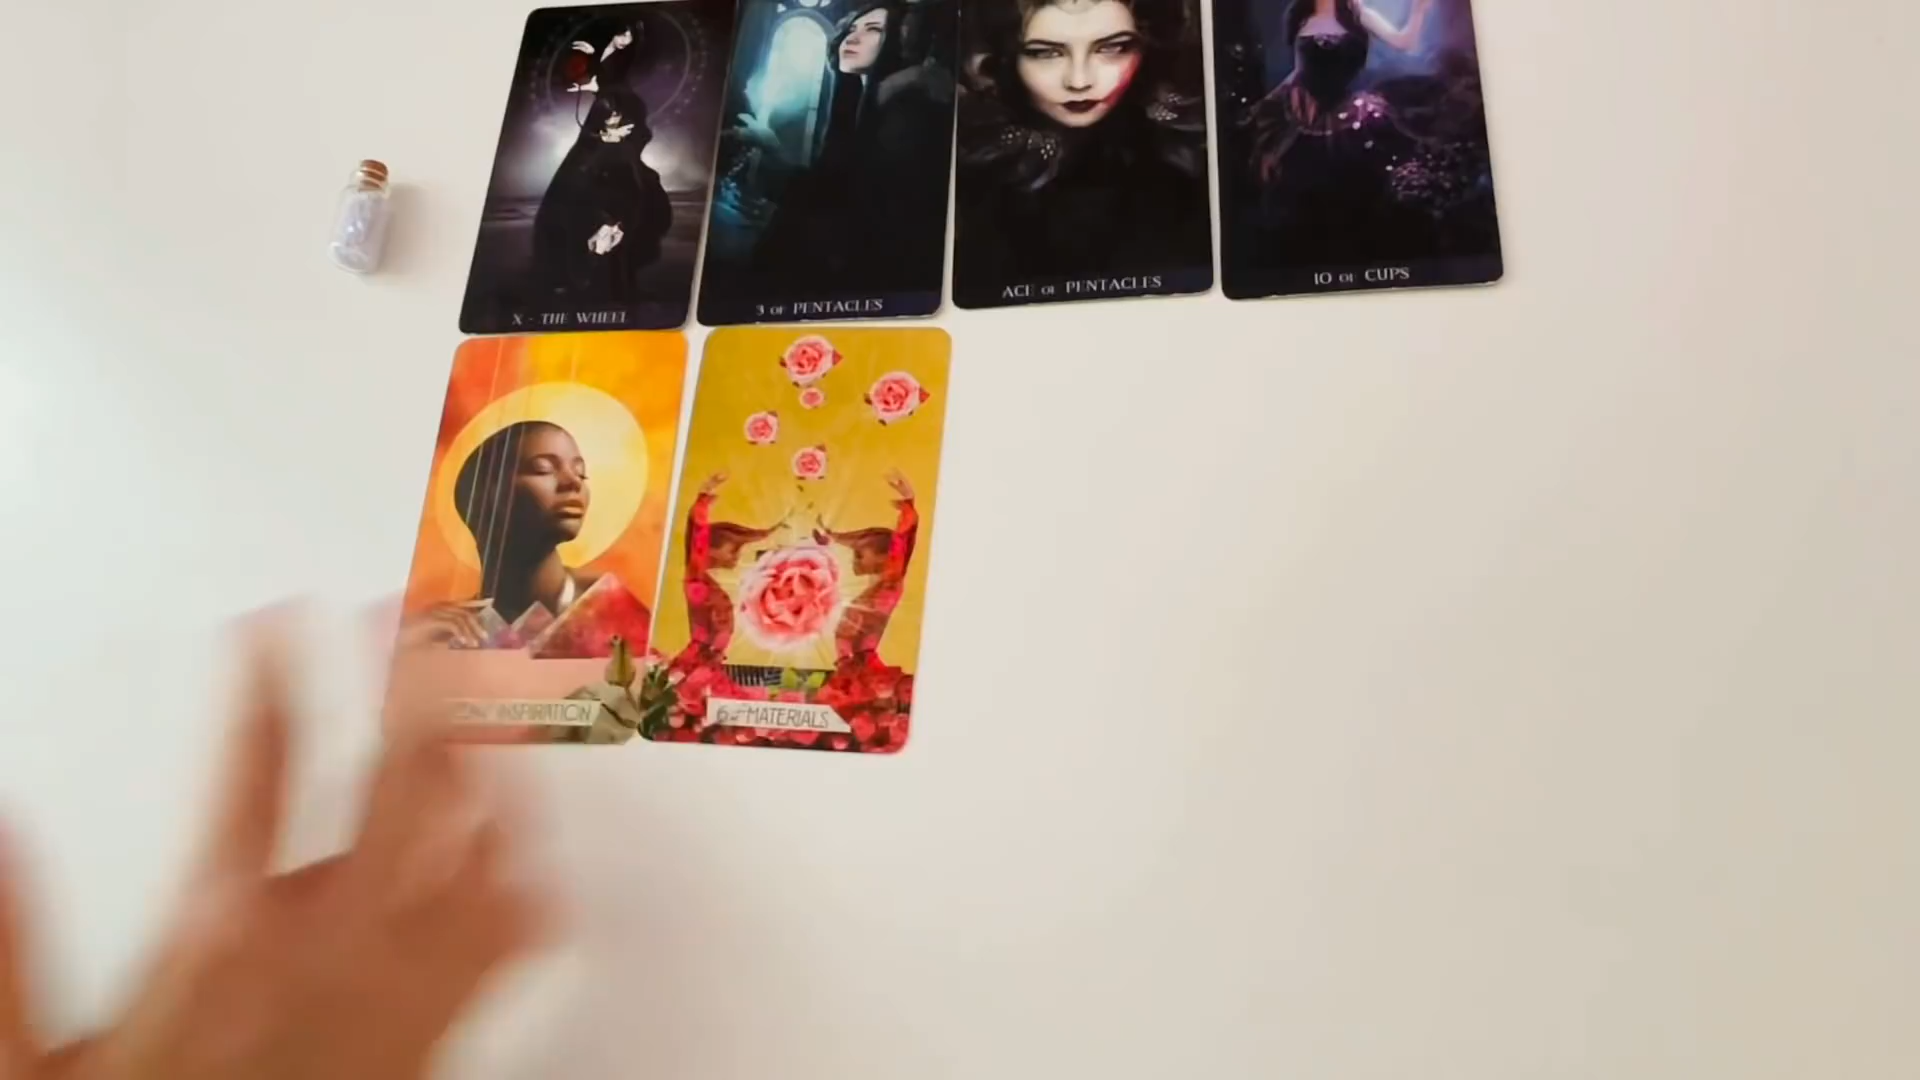 X - THE WHEEL
3 OF PENTACLES
ACE OF PENTACLES
10 OF CUPS
INSPIRATION
6 of MATERIALS